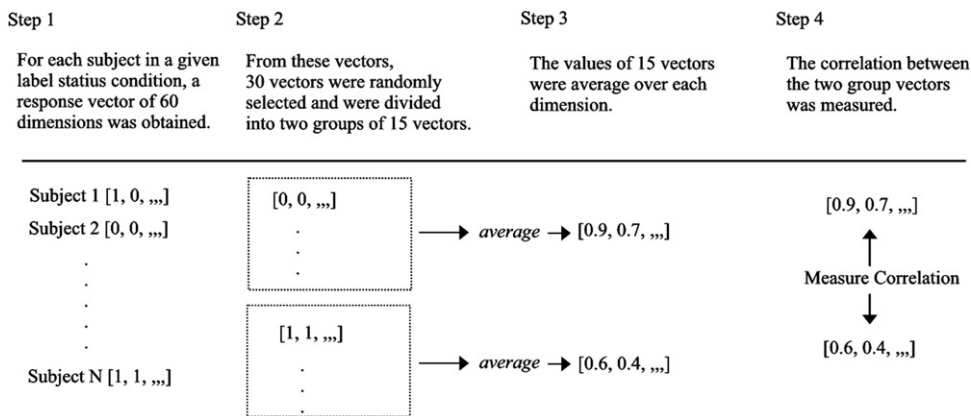 Step 1
For each subject in a given
label statius condition, a
response vector of 60
dimensions was obtained.
Step 2
From these vectors,
30 vectors were randomly
selected and were divided
into two groups of 15 vectors.
Step 3
The values of 15 vectors
were average over each
dimension.
Step 4
The correlation between
the two group vectors
was measured.
Subject 1 [1, 0, ,,,]
Subject 2 [0, 0, ,,,]
Subject N [1, 1, ,,,]
[0, 0, ,,,]
average
[0.9, 0.7, ,,,]
[1, 1, ,,,]
average
[0.6, 0.4, ,,,]
[0.9, 0.7, ,,,]
Measure Correlation
[0.6, 0.4, ,,,]